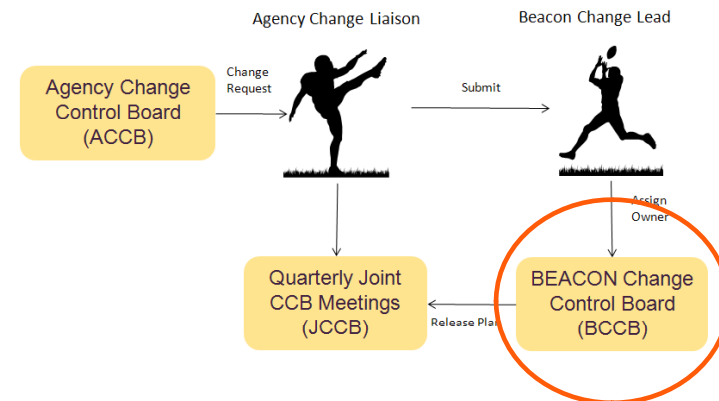 Agency Change Liaison
Beacon Change Lead
Agency Change
Control Board
(ACCB)
Change
Request
Submit
Assign
Owner
Quarterly Joint
CCB Meetings
(JCCB)
Release Plan
BEACON Change
Control Board
(BCCB)